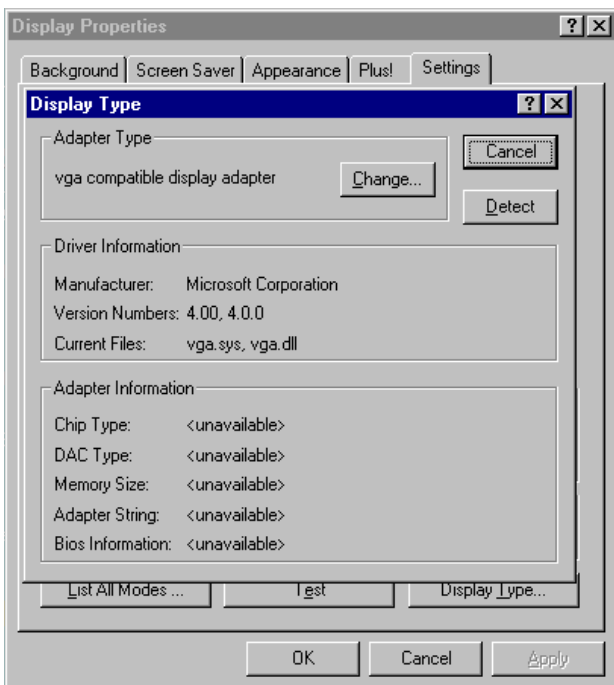 Display Properties
Background Screen Saver Appearance Plus! Settings
Display Type
Adapter Type
vga compatible display adapter
Change...
Cancel
Detect
Driver Information
Manufacturer: Microsoft Corporation
Version Numbers: 4.00, 4.0.0
Current Files: vga.sys, vga.dll
Adapter Information
Chip Type: <unavailable>
DAC Type: <unavailable>
Memory Size: <unavailable>
Adapter String: <unavailable>
Bios Information: <unavailable>
List All Modes ... Test Display Type...
OK Cancel Apply